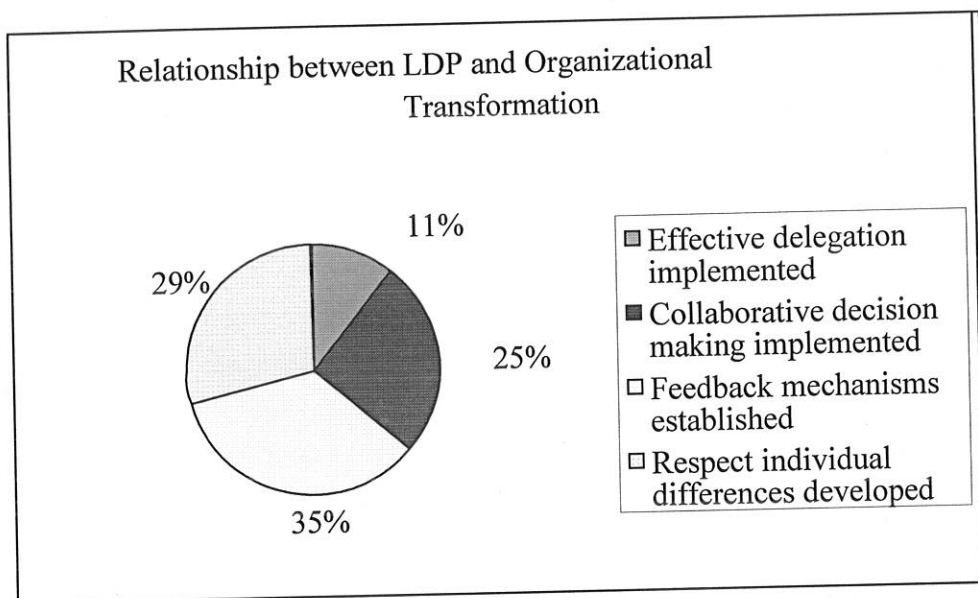 Relationship between LDP and Organizational
Transformation
11%
29%
25%
35%
Effective delegation
implemented
Collaborative decision
making implemented
Feedback mechanisms
established
Respect individual
differences developed